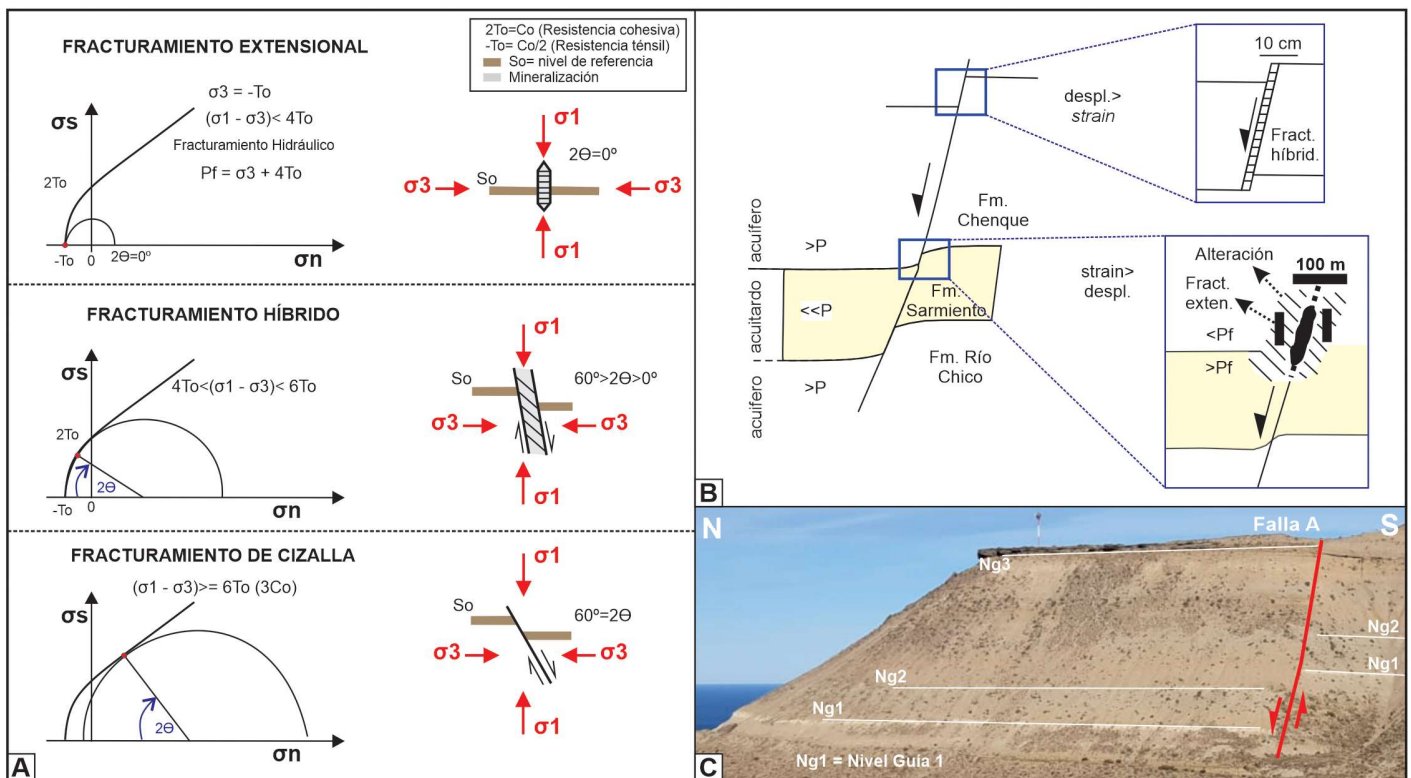 FRACTURAMIENTO EXTENSIONAL
2To=Co (Resistencia cohesiva)
-To= Co/2 (Resistencia ténsil)
So= nivel de referencia
Mineralización
σs
σ3 = -To
(σ1 - σ3)< 4To
Fracturamiento Hidráulico
Pf = σ3 + 4To
2To
-To
0
2Θ=0º
σn
σ1
2Θ=0º
So
σ3
σ3
σ1
FRACTURAMIENTO HÍBRIDO
σs
4To<(σ1 - σ3)< 6To
2To
2Θ
-To
0
σn
σ1
So
60º>2Θ>0º
σ3
σ3
σ1
FRACTURAMIENTO DE CIZALLA
(σ1 - σ3)>= 6To (3Co)
σs
2Θ
σn
σ1
So
60º=2Θ
σ3
σ3
σ1
A
10 cm
despl.>
strain
Fract.
híbrid.
Fm.
Chenque
acuífero
>P
acuitardo
<<P
Fm.
Sarmiento
strain>
despl.
acuífero
>P
Fm. Río
Chico
Alteración
100 m
Fract.
exten.
<Pf
>Pf
B
N
Falla A
S
Ng3
Ng2
Ng1
Ng2
Ng1
Ng1 = Nivel Guía 1
C